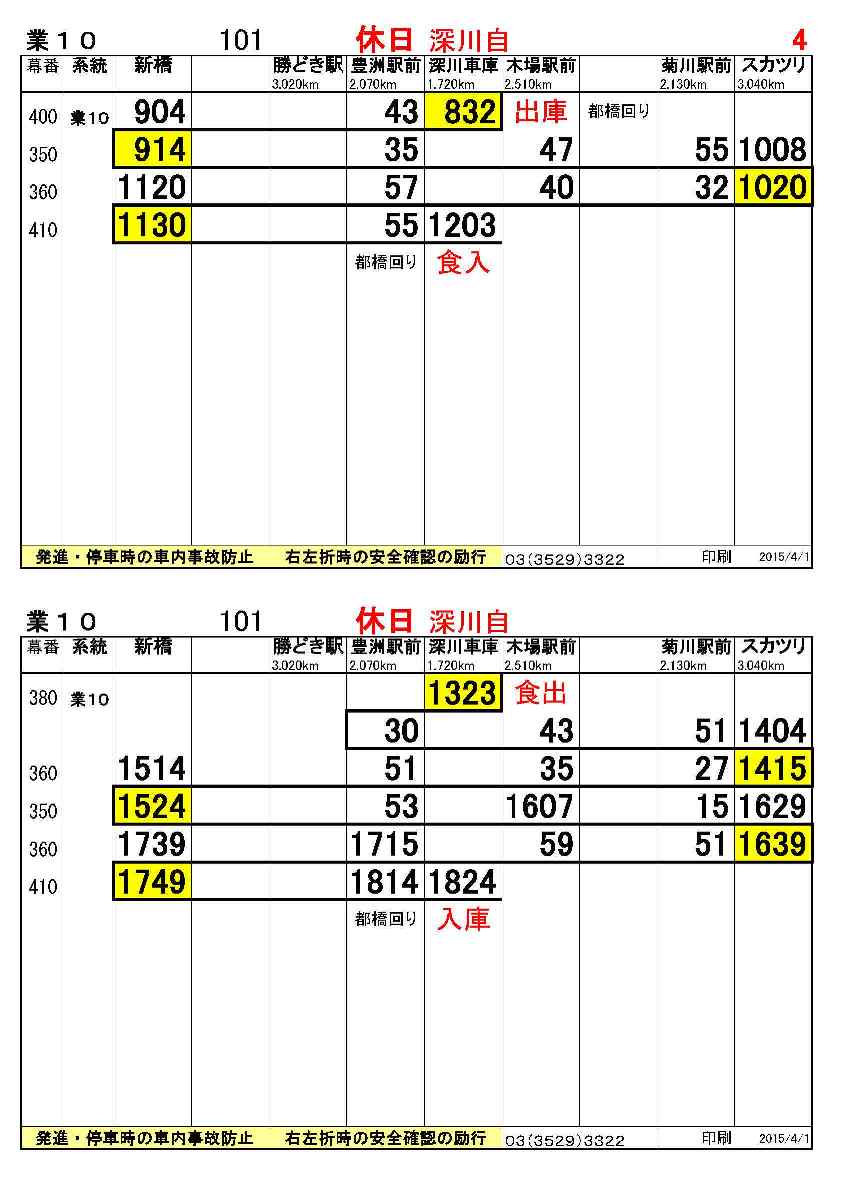 業10 101 休日 深川自 4
幕番 系統 新橋 勝どき駅 豊洲駅前 深川車庫 木場駅前 菊川駅前 スカツリ
3.020km 2.070km 1.720km 2.510km 2.130km 3.040km
400 業10 904 43 832 出庫 都橋回り
350 914 35 47 55 1008
360 1120 57 40 32 1020
410 1130 55 1203
都橋回り 食入
発進・停車時の車内事故防止 右左折時の安全確認の励行 03(3529)3322 印刷 2015/4/1
業10 101 休日 深川自
幕番 系統 新橋 勝どき駅 豊洲駅前 深川車庫 木場駅前 菊川駅前 スカツリ
3.020km 2.070km 1.720km 2.510km 2.130km 3.040km
380 業10 1323 食出
30 43 51 1404
360 1514 51 35 27 1415
350 1524 53 1607 15 1629
360 1739 1715 59 51 1639
410 1749 1814 1824
都橋回り 入庫
発進・停車時の車内事故防止 右左折時の安全確認の励行 03(3529)3322 印刷 2015/4/1